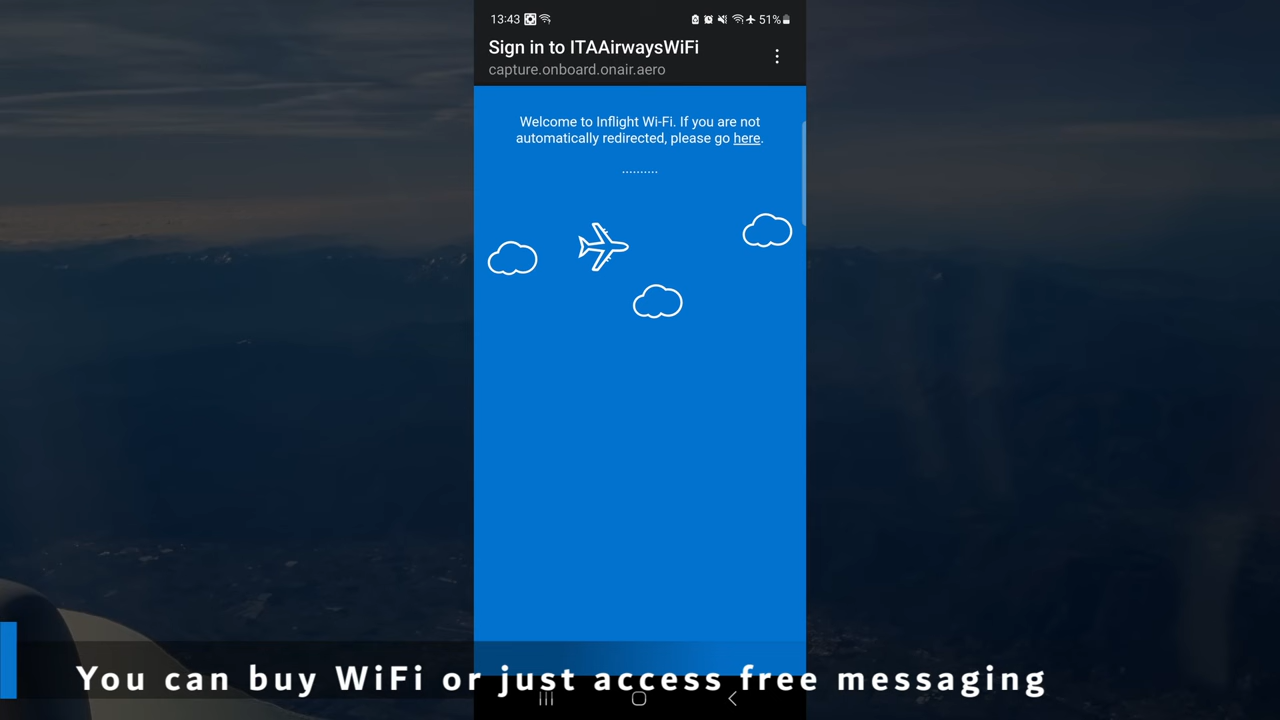 13:43
51%
Sign in to ITAAirwaysWiFi
capture.onboard.onair.aero
Welcome to Inflight Wi-Fi. If you are not
automatically redirected, please go here.
..........
You can buy WiFi or just access free messaging